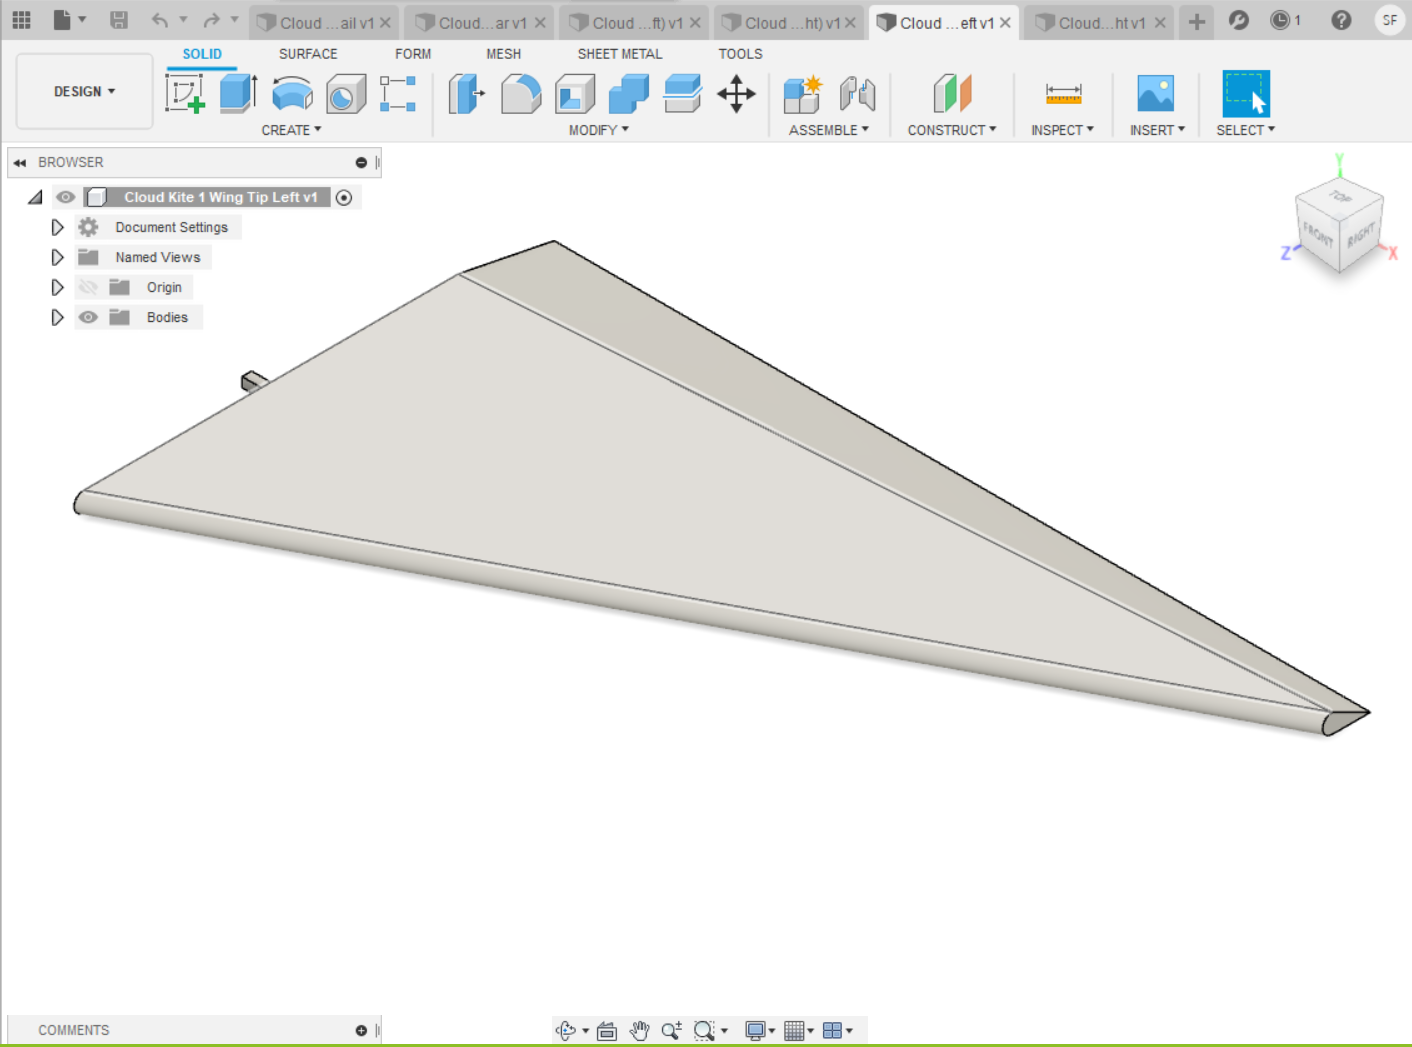 Cloud ...ail v1
Cloud...ar v1
Cloud ...ft) v1
Cloud ...ht) v1
Cloud ...eft v1
Cloud...ht v1
1
SF
SOLID
SURFACE
FORM
MESH
SHEET METAL
TOOLS
DESIGN
CREATE
MODIFY
ASSEMBLE
CONSTRUCT
INSPECT
INSERT
SELECT
BROWSER
Cloud Kite 1 Wing Tip Left v1
Document Settings
Named Views
Origin
Bodies
Y
TOP
FRONT
RIGHT
Z
X
COMMENTS